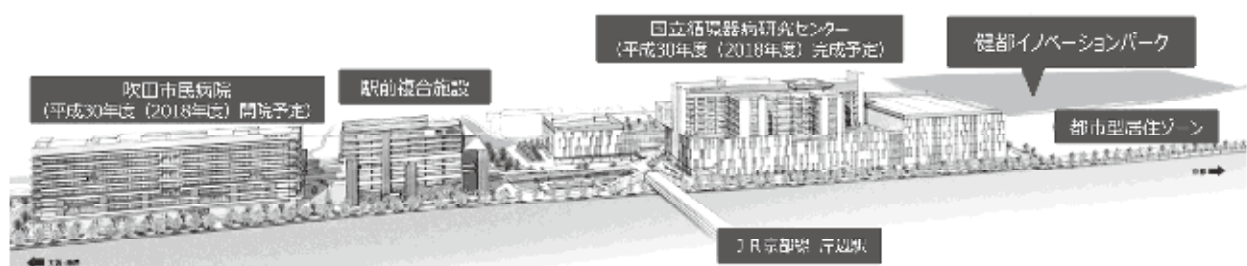 国立循環器病研究センター
(平成30年度(2018年度)完成予定)
健都イノベーションパーク
吹田市民病院
(平成30年度(2018年度)開院予定)
駅前複合施設
都市型居住ゾーン
JR京都線 岸辺駅